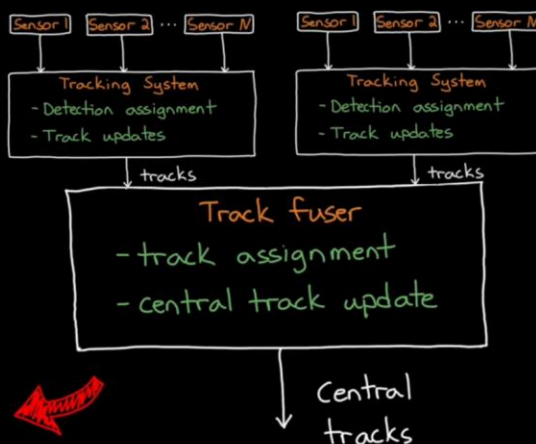 Sensor 1 Sensor 2 ... Sensor N
Sensor 1 Sensor 2 ... Sensor N
Tracking System
- Detection assignment
- Track updates
Tracking System
- Detection assignment
- Track updates
tracks
tracks
Track fuser
- track assignment
- central track update
central
tracks